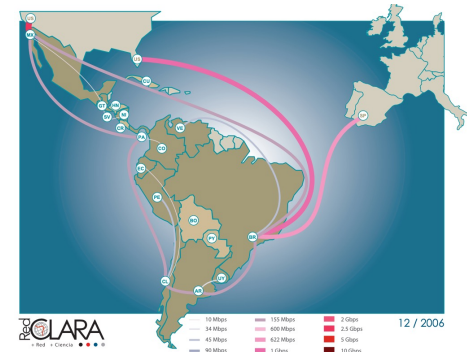 US
MX
US
CU
GT
HN
SV
NI
CR
PA
VE
CO
EC
PE
BO
BR
PY
CL
AR
UY
SP
RedCLARA
Red Ciencia
10 Mbps
34 Mbps
45 Mbps
90 Mbps
155 Mbps
600 Mbps
622 Mbps
1 Gbps
2 Gbps
2.5 Gbps
5 Gbps
10 Gbps
12 / 2006